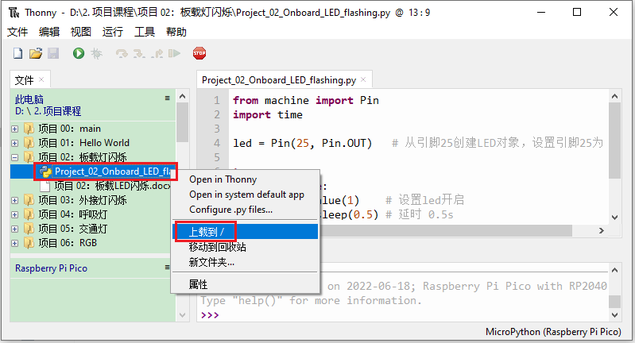 Thonny - D:\2. 项目课程\项目 02：板载灯闪烁\Project_02_Onboard_LED_flashing.py @ 13 : 9
文件 编辑 视图 运行 工具 帮助
文件
此电脑
D: \ 2. 项目课程
项目 00：main
项目 01：Hello World
项目 02：板载灯闪烁
Project_02_Onboard_LED_fla
项目 02：板载LED闪烁.docx
项目 03：外接灯闪烁
项目 04：呼吸灯
项目 05：交通灯
项目 06：RGB
Raspberry Pi Pico
Project_02_Onboard_LED_flashing.py
1 from machine import Pin
2 import time
3
4 led = Pin(25, Pin.OUT) # 从引脚25创建LED对象，设置引脚25为
:
alue(1) # 设置led开启
leep(0.5) # 延时 0.5s
Open in Thonny
Open in system default app
Configure .py files...
上载到 /
移动到回收站
新文件夹...
属性
on 2022-06-18; Raspberry Pi Pico with RP2040
Type "help()" for more information.
>>>
MicroPython (Raspberry Pi Pico)